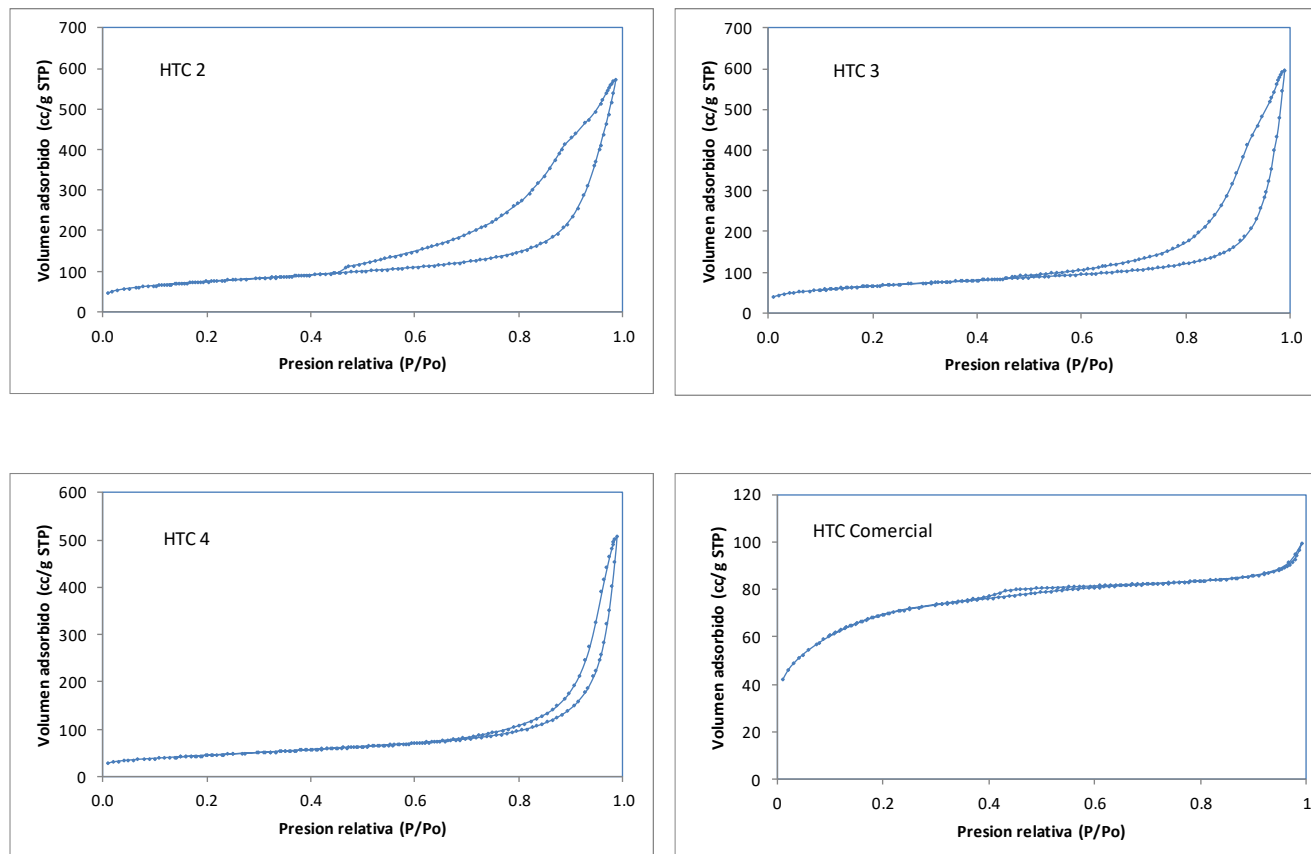 HTC 2
Volumen adsorbido (cc/g STP)
700
600
500
400
300
200
100
0
0.0 0.2 0.4 0.6 0.8 1.0
Presion relativa (P/Po)
HTC 3
Volumen adsorbido (cc/g STP)
700
600
500
400
300
200
100
0
0.0 0.2 0.4 0.6 0.8 1.0
Presion relativa (P/Po)
HTC 4
Volumen adsorbido (cc/g STP)
600
500
400
300
200
100
0
0.0 0.2 0.4 0.6 0.8 1.0
Presion relativa (P/Po)
HTC Comercial
Volumen adsorbido (cc/g STP)
120
100
80
60
40
20
0
0 0.2 0.4 0.6 0.8 1
Presion relativa (P/Po)